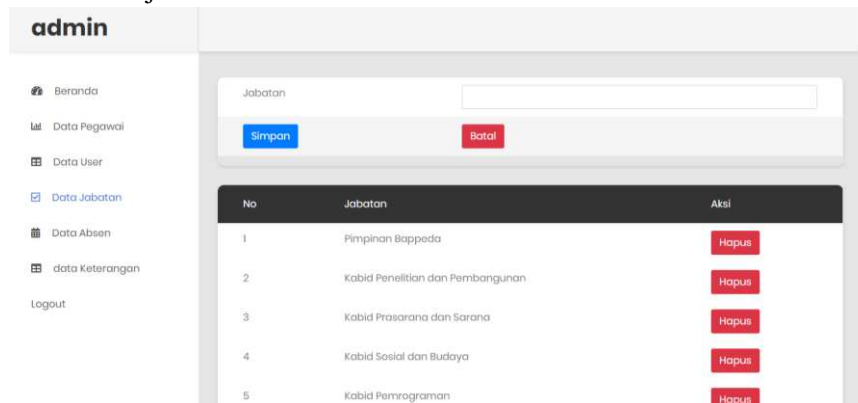 admin
Beranda
Data Pegawai
Data User
Data Jabatan
Data Absen
data Keterangan
Logout
Jabatan
Simpan Batal
No Jabatan Aksi
1 Pimpinan Bappeda Hapus
2 Kabid Penelitian dan Pembangunan Hapus
3 Kabid Prasarana dan Sarana Hapus
4 Kabid Sosial dan Budaya Hapus
5 Kabid Pemrograman Hapus